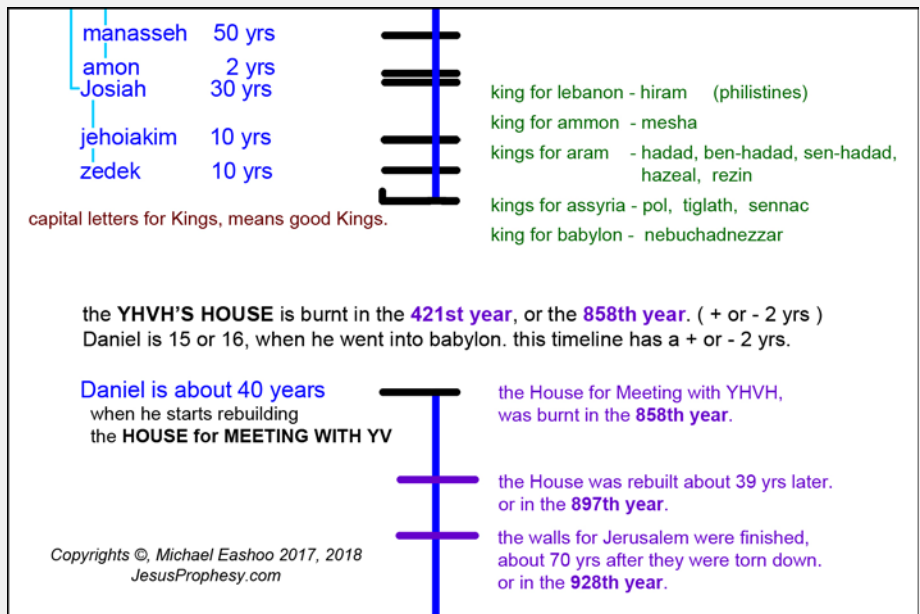 manasseh 50 yrs
amon 2 yrs
Josiah 30 yrs
jehoiakim 10 yrs
zedek 10 yrs
capital letters for Kings, means good Kings.
king for lebanon - hiram (philistines)
king for ammon - mesha
kings for aram - hadad, ben-hadad, sen-hadad,
hazeal, rezin
kings for assyria - pol, tiglath, sennac
king for babylon - nebuchadnezzar
the YHVH'S HOUSE is burnt in the 421st year, or the 858th year. ( + or - 2 yrs )
Daniel is 15 or 16, when he went into babylon. this timeline has a + or - 2 yrs.
Daniel is about 40 years
when he starts rebuilding
the HOUSE for MEETING WITH YV
the House for Meeting with YHVH,
was burnt in the 858th year.
the House was rebuilt about 39 yrs later.
or in the 897th year.
the walls for Jerusalem were finished,
about 70 yrs after they were torn down.
or in the 928th year.
Copyrights ©, Michael Eashoo 2017, 2018
JesusProphesy.com